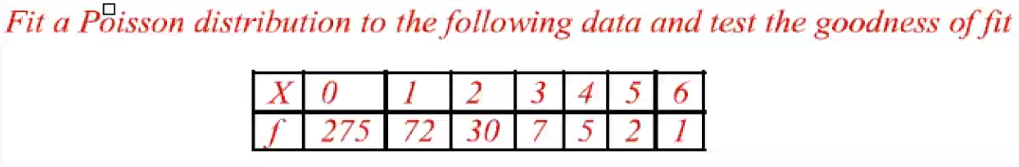 Fit a Poisson distribution to the following data and test the goodness of fit
X 0 1 2 3 4 5 6
f 275 72 30 7 5 2 1